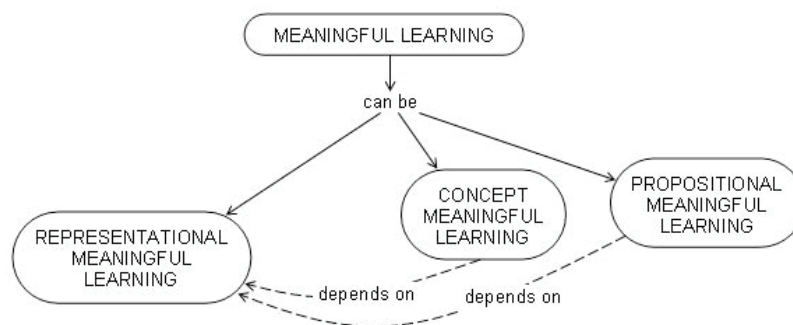 MEANINGFUL LEARNING
can be
REPRESENTATIONAL
MEANINGFUL
LEARNING
CONCEPT
MEANINGFUL
LEARNING
PROPOSITIONAL
MEANINGFUL
LEARNING
depends on
depends on